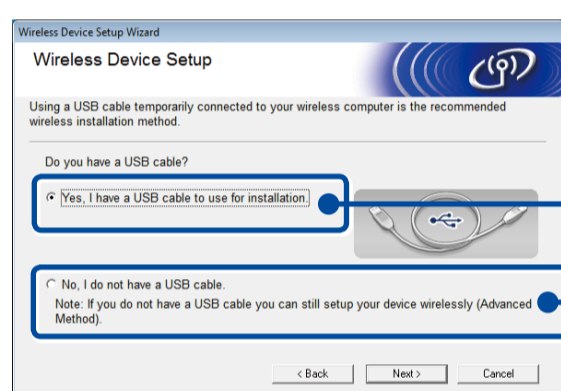 Wireless Device Setup Wizard
Wireless Device Setup
Using a USB cable temporarily connected to your wireless computer is the recommended
wireless installation method.
Do you have a USB cable?
Yes, I have a USB cable to use for installation.
No, I do not have a USB cable.
Note: If you do not have a USB cable you can still setup your device wirelessly (Advanced
Method).
< Back Next > Cancel